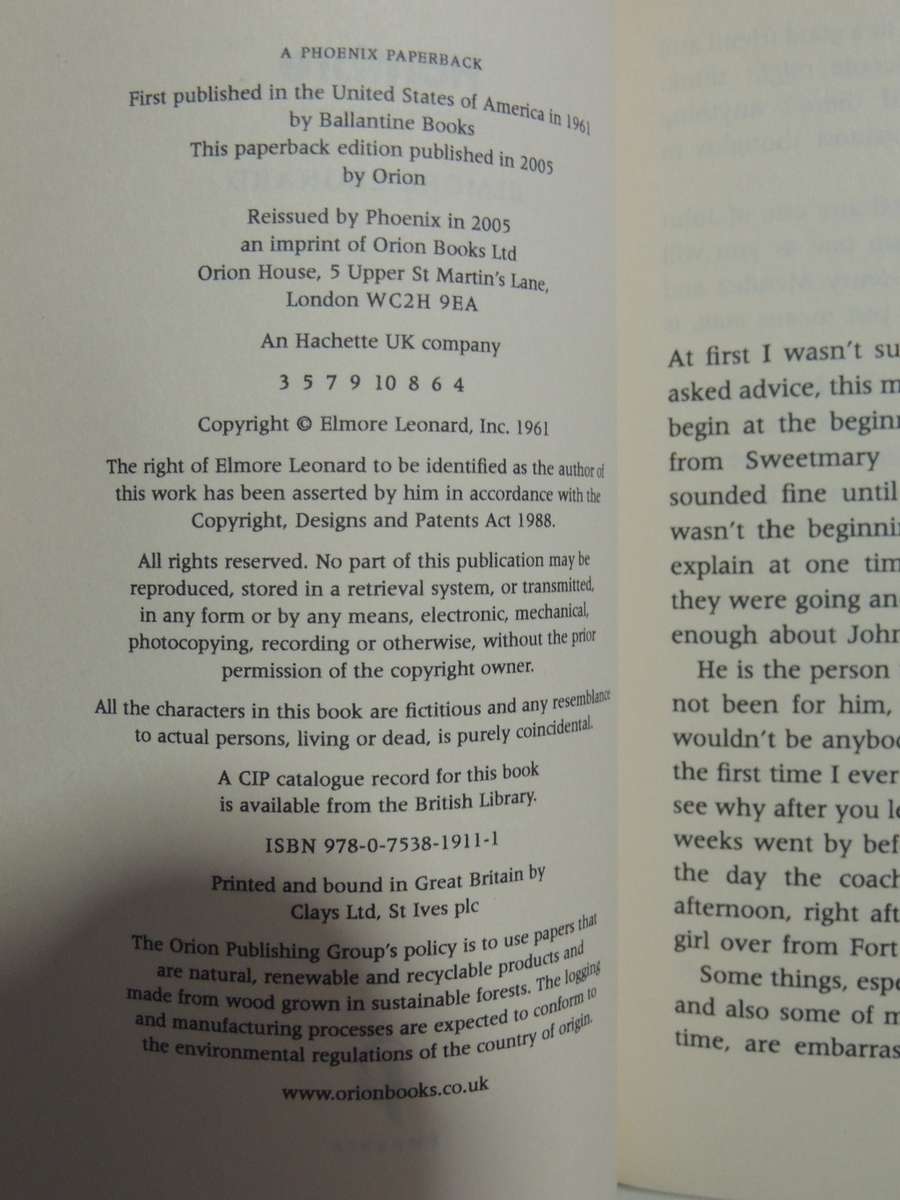 A PHOENIX PAPERBACK
First published in the United States of America in 1961
by Ballantine Books
This paperback edition published in 2005
by Orion
Reissued by Phoenix in 2005
an imprint of Orion Books Ltd
Orion House, 5 Upper St Martin's Lane,
London WC2H 9EA
An Hachette UK company
3 5 7 9 10 8 6 4
Copyright © Elmore Leonard, Inc. 1961
The right of Elmore Leonard to be identified as the author of
this work has been asserted by him in accordance with the
Copyright, Designs and Patents Act 1988.
All rights reserved. No part of this publication may be
reproduced, stored in a retrieval system, or transmitted,
in any form or by any means, electronic, mechanical,
photocopying, recording or otherwise, without the prior
permission of the copyright owner.
All the characters in this book are fictitious and any resemblance
to actual persons, living or dead, is purely coincidental.
A CIP catalogue record for this book
is available from the British Library.
ISBN 978-0-7538-1911-1
Printed and bound in Great Britain by
Clays Ltd, St Ives plc
The Orion Publishing Group's policy is to use papers that
are natural, renewable and recyclable products and
made from wood grown in sustainable forests. The logging
and manufacturing processes are expected to conform to
the environmental regulations of the country of origin.
www.orionbooks.co.uk
At first I wasn't su
asked advice, this m
begin at the beginn
from Sweetmary
sounded fine until
wasn't the beginni
explain at one tim
they were going an
enough about John
He is the person
not been for him,
wouldn't be anybod
the first time I ever
see why after you le
weeks went by bef
the day the coach
afternoon, right aft
girl over from Fort
Some things, espe
and also some of m
time, are embarras